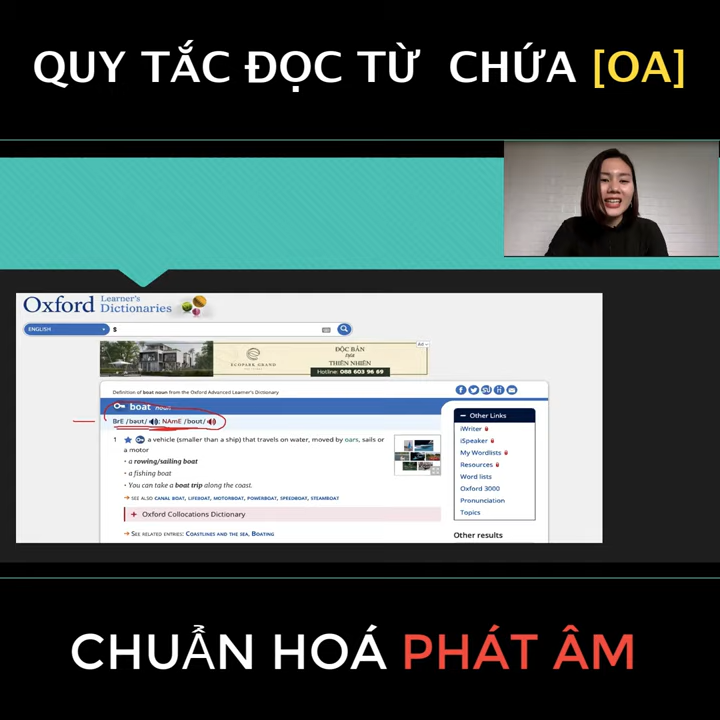 QUY TẮC ĐỌC TỪ CHỨA [OA]
Oxford Learner's Dictionaries
ENGLISH
$
ECOPARK GRAND
ĐỘC BẢN
THIÊN NHIÊN
Hotline: 088 603 96 69
Ad
Definition of boat noun from the Oxford Advanced Learner's Dictionary
boat noun
BrE /bəʊt/ ; NAmE /boʊt/
1 a vehicle (smaller than a ship) that travels on water, moved by oars, sails or
a motor
• a rowing/sailing boat
• a fishing boat
• You can take a boat trip along the coast.
SEE ALSO CANAL BOAT, LIFEBOAT, MOTORBOAT, POWERBOAT, SPEEDBOAT, STEAMBOAT
+ Oxford Collocations Dictionary
SEE RELATED ENTRIES: COASTLINES AND THE SEA, BOATING
Other Links
iWriter
iSpeaker
My Wordlists
Resources
Word lists
Oxford 3000
Pronunciation
Topics
Other results
CHUẨN HOÁ PHÁT ÂM